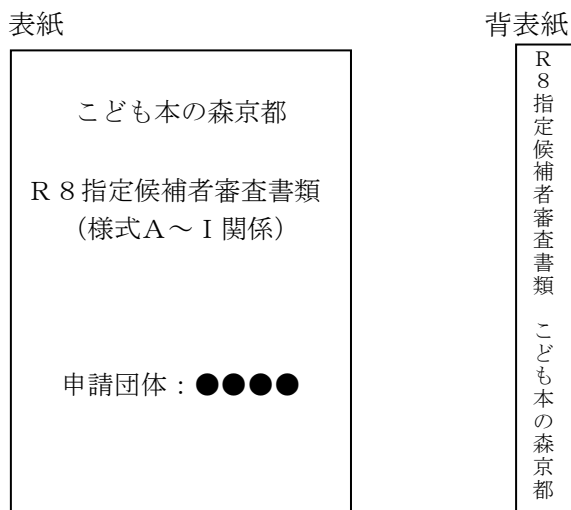 表紙
こども本の森京都
R８指定候補者審査書類
（様式A～I関係）
申請団体：●●●●
背表紙
R８指定候補者審査書類　こども本の森京都